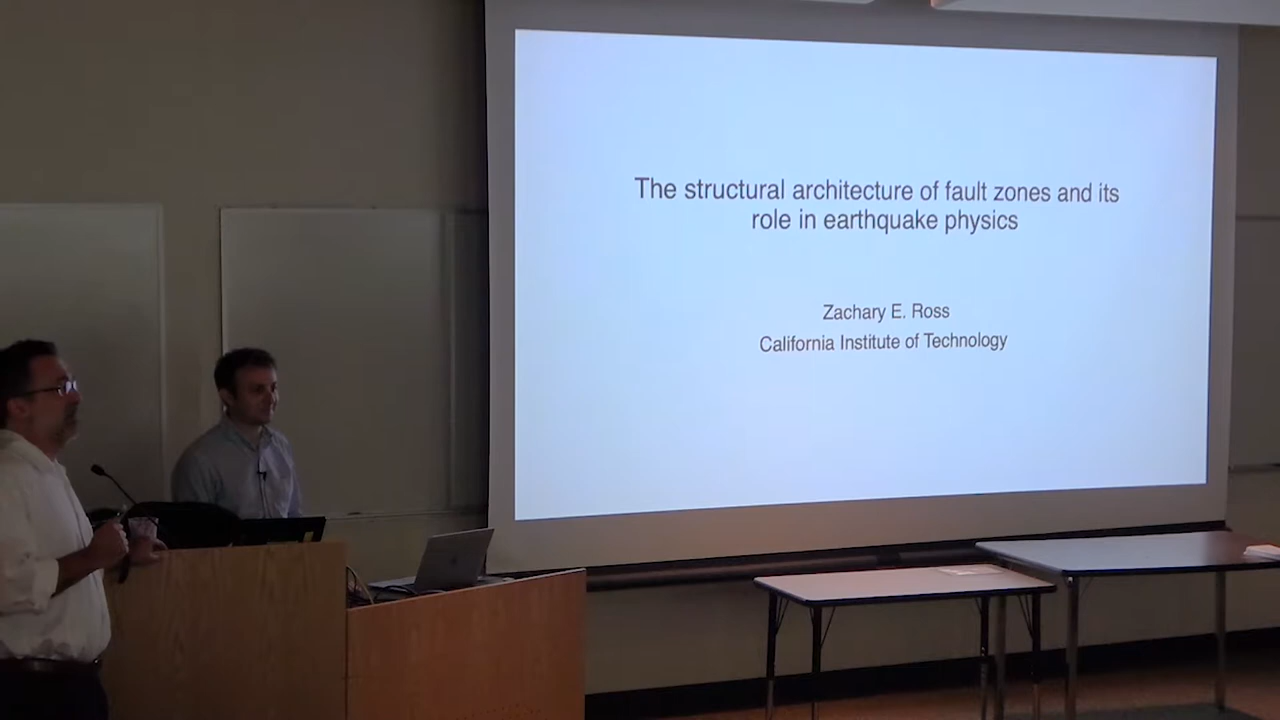 The structural architecture of fault zones and its
role in earthquake physics
Zachary E. Ross
California Institute of Technology